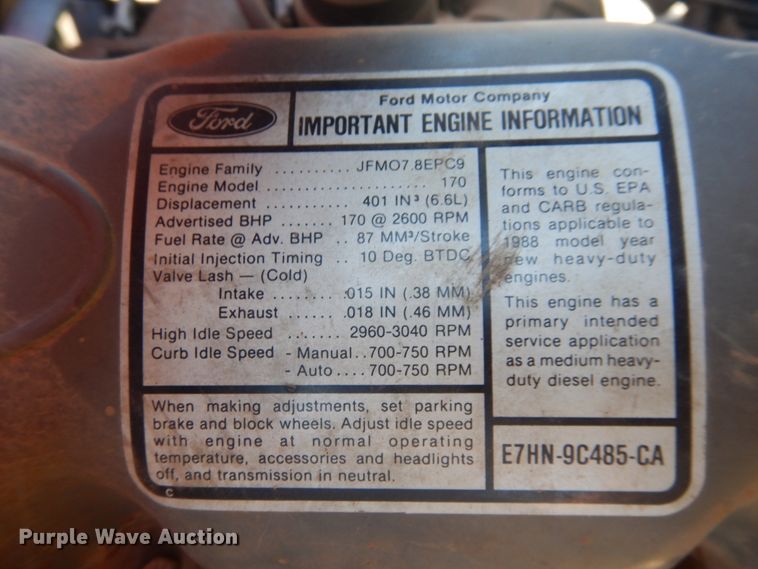 Ford
Ford Motor Company
IMPORTANT ENGINE INFORMATION
Engine Family .......... JFMO7.8EPC9
Engine Model ..................... 170
Displacement ........ 401 IN³ (6.6L)
Advertised BHP ..... 170 @ 2600 RPM
Fuel Rate @ Adv. BHP .. 87 MM³/Stroke
Initial Injection Timing .. 10 Deg. BTDC
Valve Lash — (Cold)
Intake ....... .015 IN (.38 MM)
Exhaust ...... .018 IN (.46 MM)
High Idle Speed ....... 2960-3040 RPM
Curb Idle Speed - Manual..700-750 RPM
- Auto ....700-750 RPM
This engine con-
forms to U.S. EPA
and CARB regula-
tions applicable to
1988 model year
new heavy-duty
engines.
This engine has a
primary intended
service application
as a medium heavy-
duty diesel engine.
When making adjustments, set parking
brake and block wheels. Adjust idle speed
with engine at normal operating
temperature, accessories and headlights
off, and transmission in neutral.
E7HN-9C485-CA
C
Purple Wave Auction